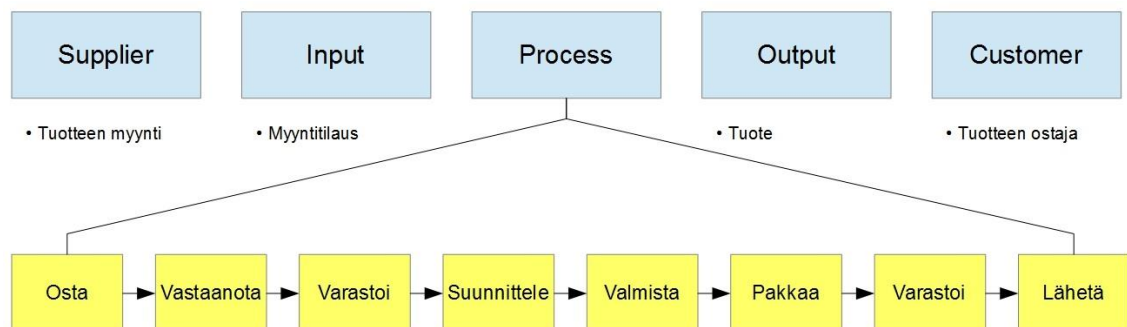 Supplier
Input
Process
Output
Customer
• Tuotteen myynti
• Myyntitilaus
• Tuote
• Tuotteen ostaja
Osta
Vastaanota
Varastoi
Suunnittele
Valmista
Pakkaa
Varastoi
Lähetä